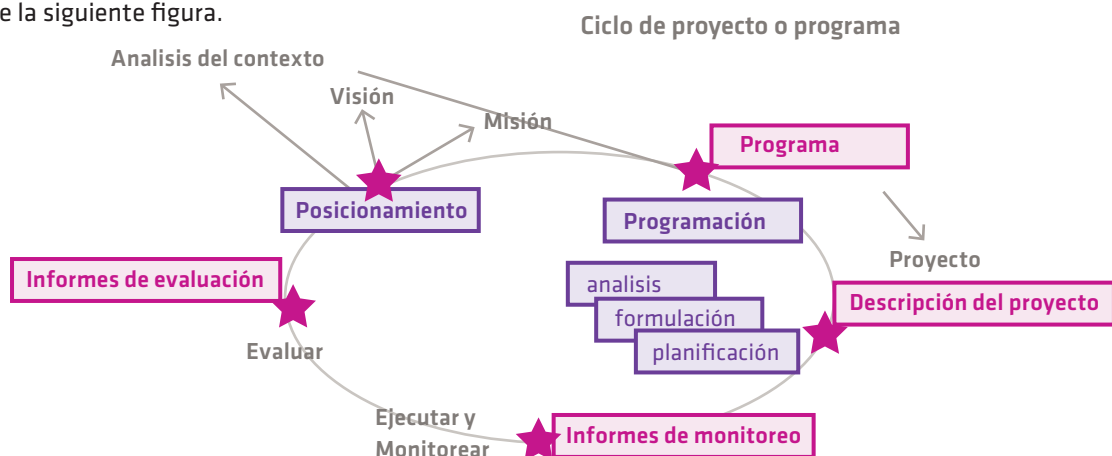 e la siguiente figura.
Ciclo de proyecto o programa
Analisis del contexto
Visión
Misión
Programa
Posicionamiento
Programación
Proyecto
Informes de evaluación
analisis
Descripción del proyecto
formulación
planificación
Evaluar
Ejecutar y
Monitorear
Informes de monitoreo